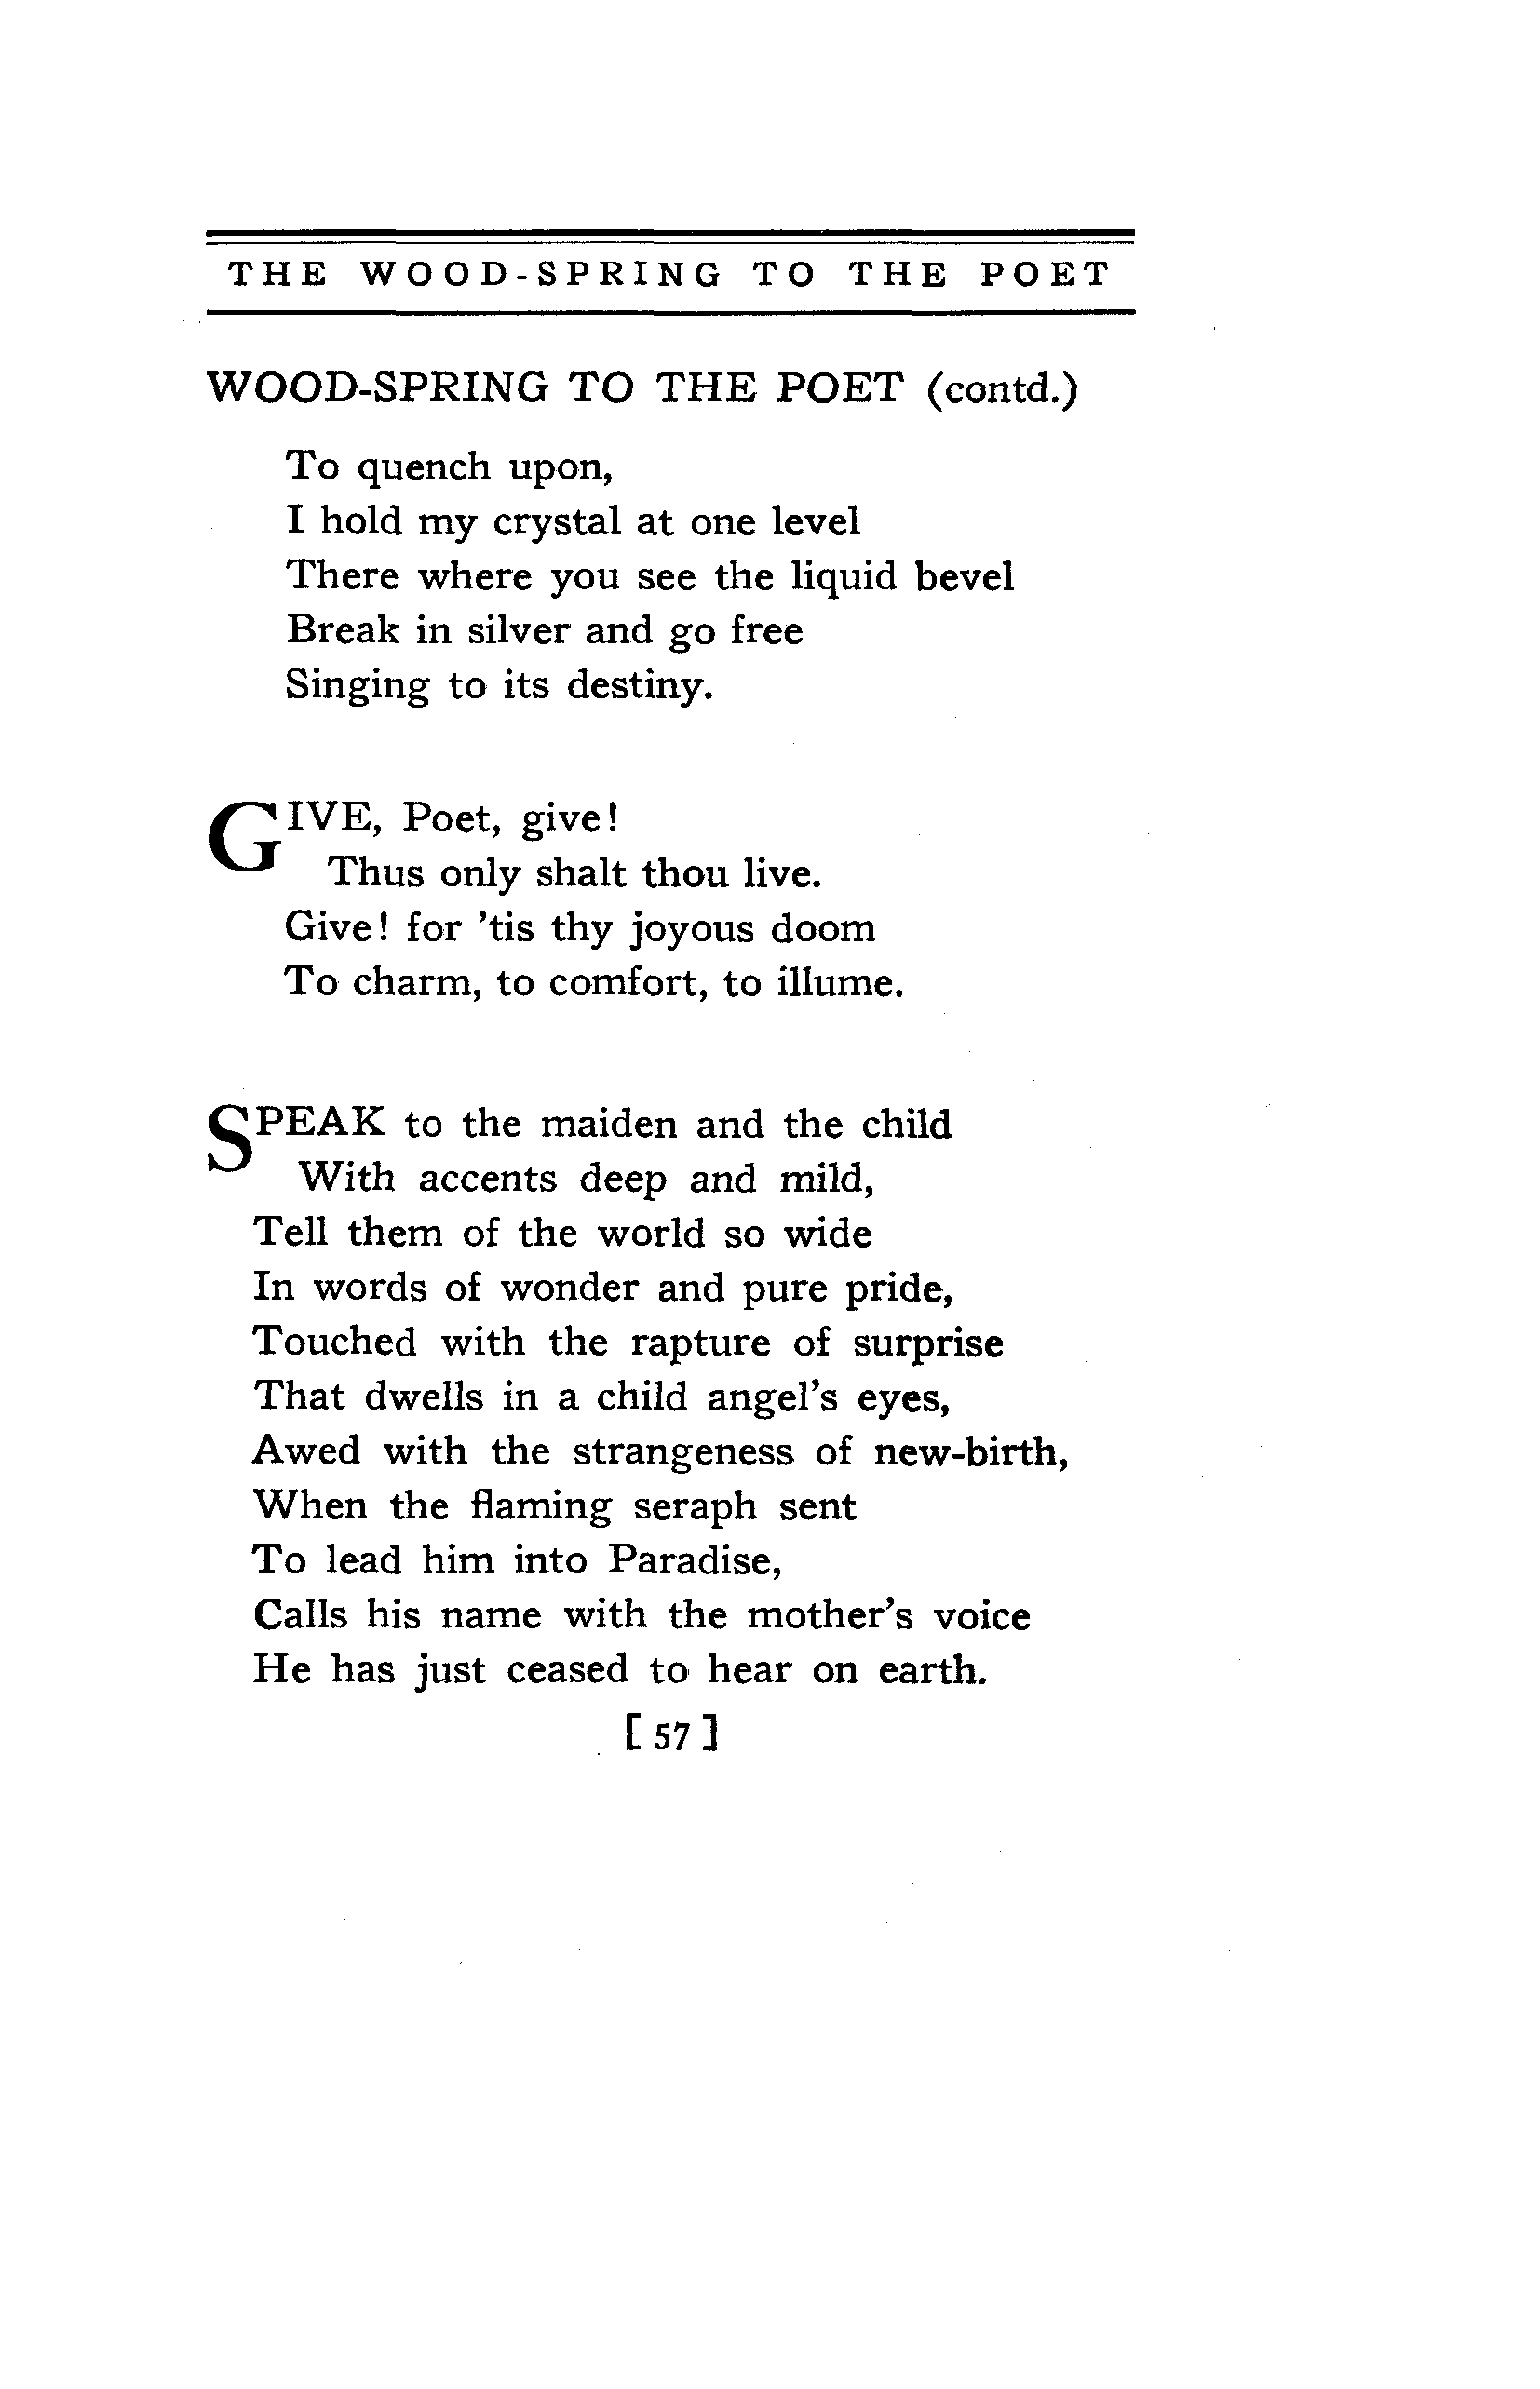 THE WOOD-SPRING TO THE POET
WOOD-SPRING TO THE POET (contd.)
To quench upon,
I hold my crystal at one level
There where you see the liquid bevel
Break in silver and go free
Singing to its destiny.
GIVE, Poet, give!
Thus only shalt thou live.
Give! for 'tis thy joyous doom
To charm, to comfort, to illume.
SPEAK to the maiden and the child
With accents deep and mild,
Tell them of the world so wide
In words of wonder and pure pride,
Touched with the rapture of surprise
That dwells in a child angel's eyes,
Awed with the strangeness of new-birth,
When the flaming seraph sent
To lead him into Paradise,
Calls his name with the mother's voice
He has just ceased to hear on earth.
[57]